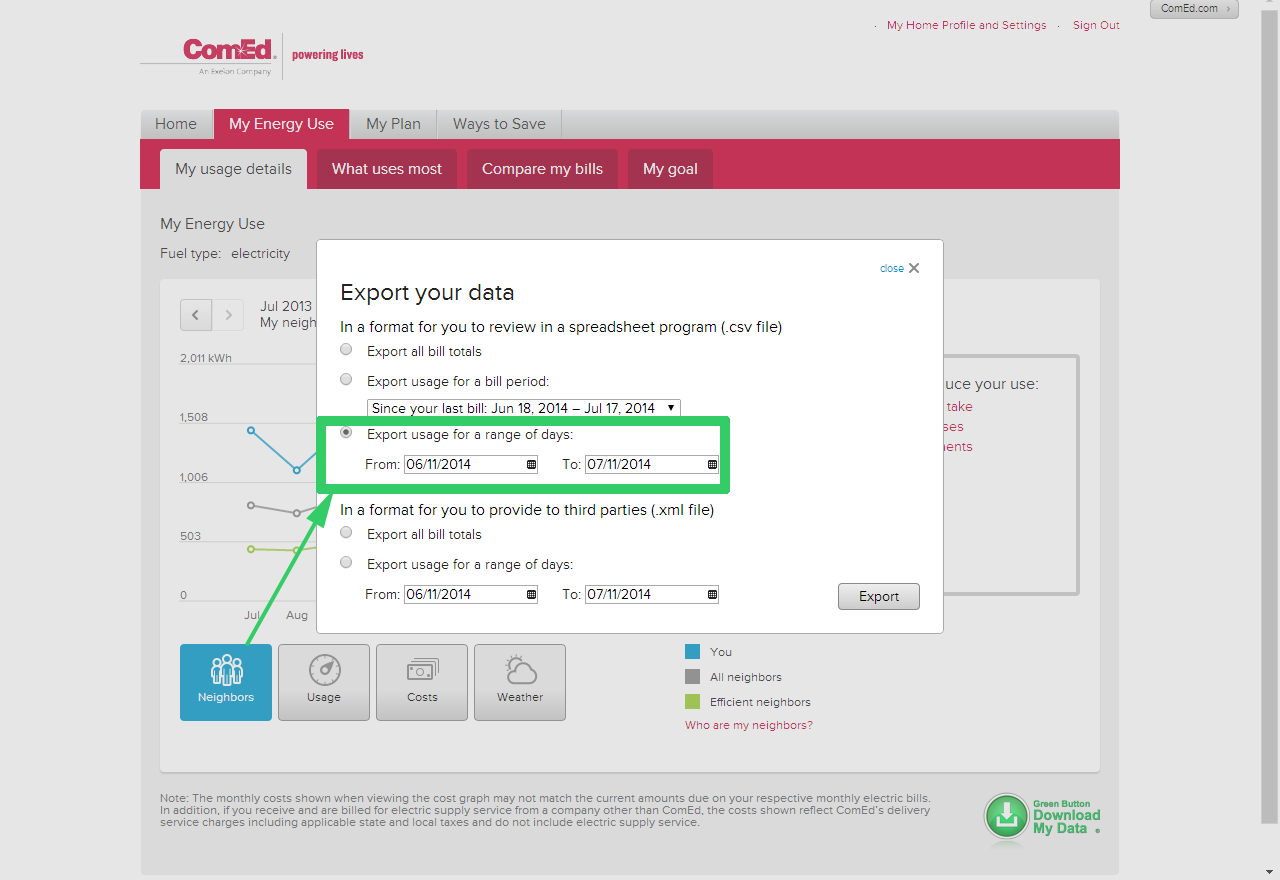 ComEd.com ›
· My Home Profile and Settings · Sign Out
ComEd®
An Exelon Company
powering lives
Home My Energy Use My Plan Ways to Save
My usage details What uses most Compare my bills My goal
My Energy Use
Fuel type: electricity
close
Export your data
Jul 2013
My neigh
In a format for you to review in a spreadsheet program (.csv file)
Export all bill totals
Export usage for a bill period:
Since your last bill: Jun 18, 2014 – Jul 17, 2014
Export usage for a range of days:
From: 06/11/2014 To: 07/11/2014
In a format for you to provide to third parties (.xml file)
Export all bill totals
Export usage for a range of days:
From: 06/11/2014 To: 07/11/2014
Export
2,011 kWh
1,508
1,006
503
0
Jul Aug
uce your use:
take
ses
ents
Neighbors Usage Costs Weather
You
All neighbors
Efficient neighbors
Who are my neighbors?
Note: The monthly costs shown when viewing the cost graph may not match the current amounts due on your respective monthly electric bills.
In addition, if you receive and are billed for electric supply service from a company other than ComEd, the costs shown reflect ComEd's delivery
service charges including applicable state and local taxes and do not include electric supply service.
Green Button
Download
My Data